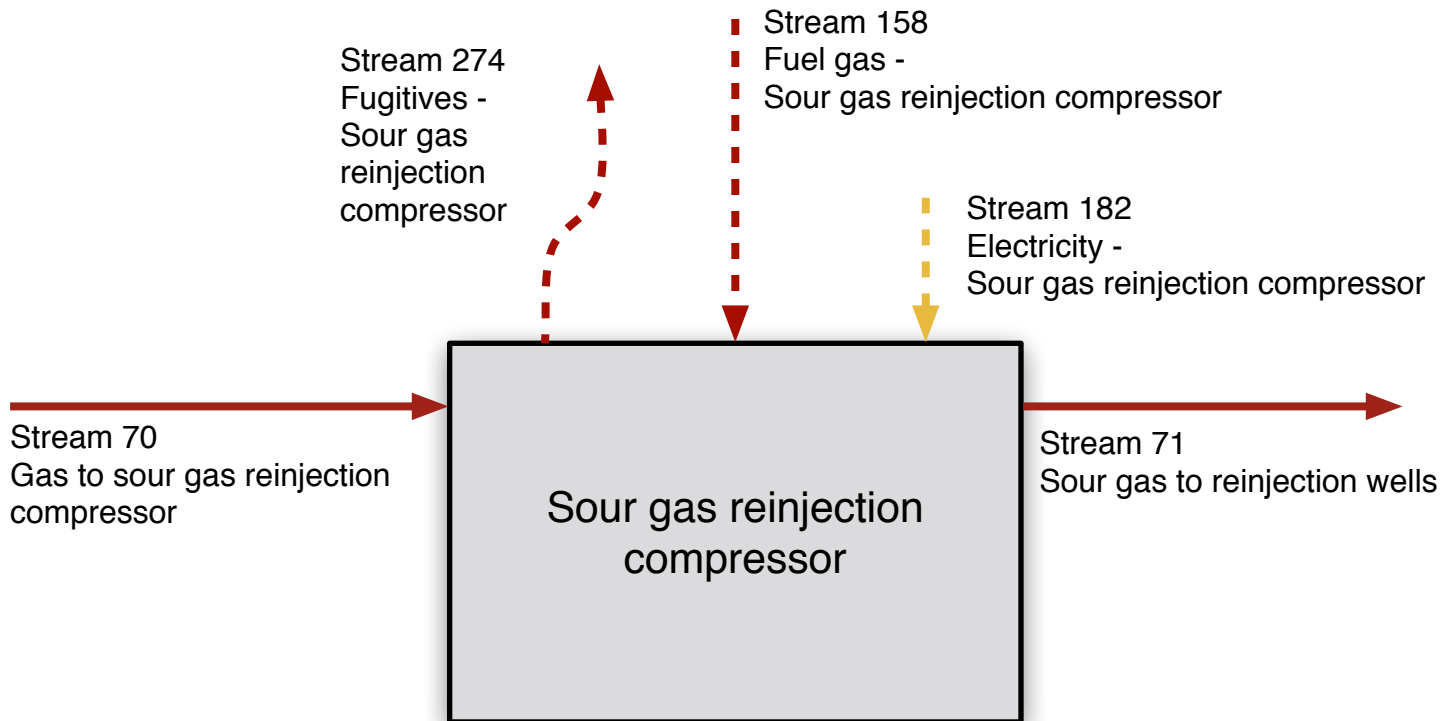 Stream 274
Fugitives -
Sour gas
reinjection
compressor
Stream 158
Fuel gas -
Sour gas reinjection compressor
Stream 182
Electricity -
Sour gas reinjection compressor
Stream 70
Gas to sour gas reinjection
compressor
Sour gas reinjection
compressor
Stream 71
Sour gas to reinjection wells